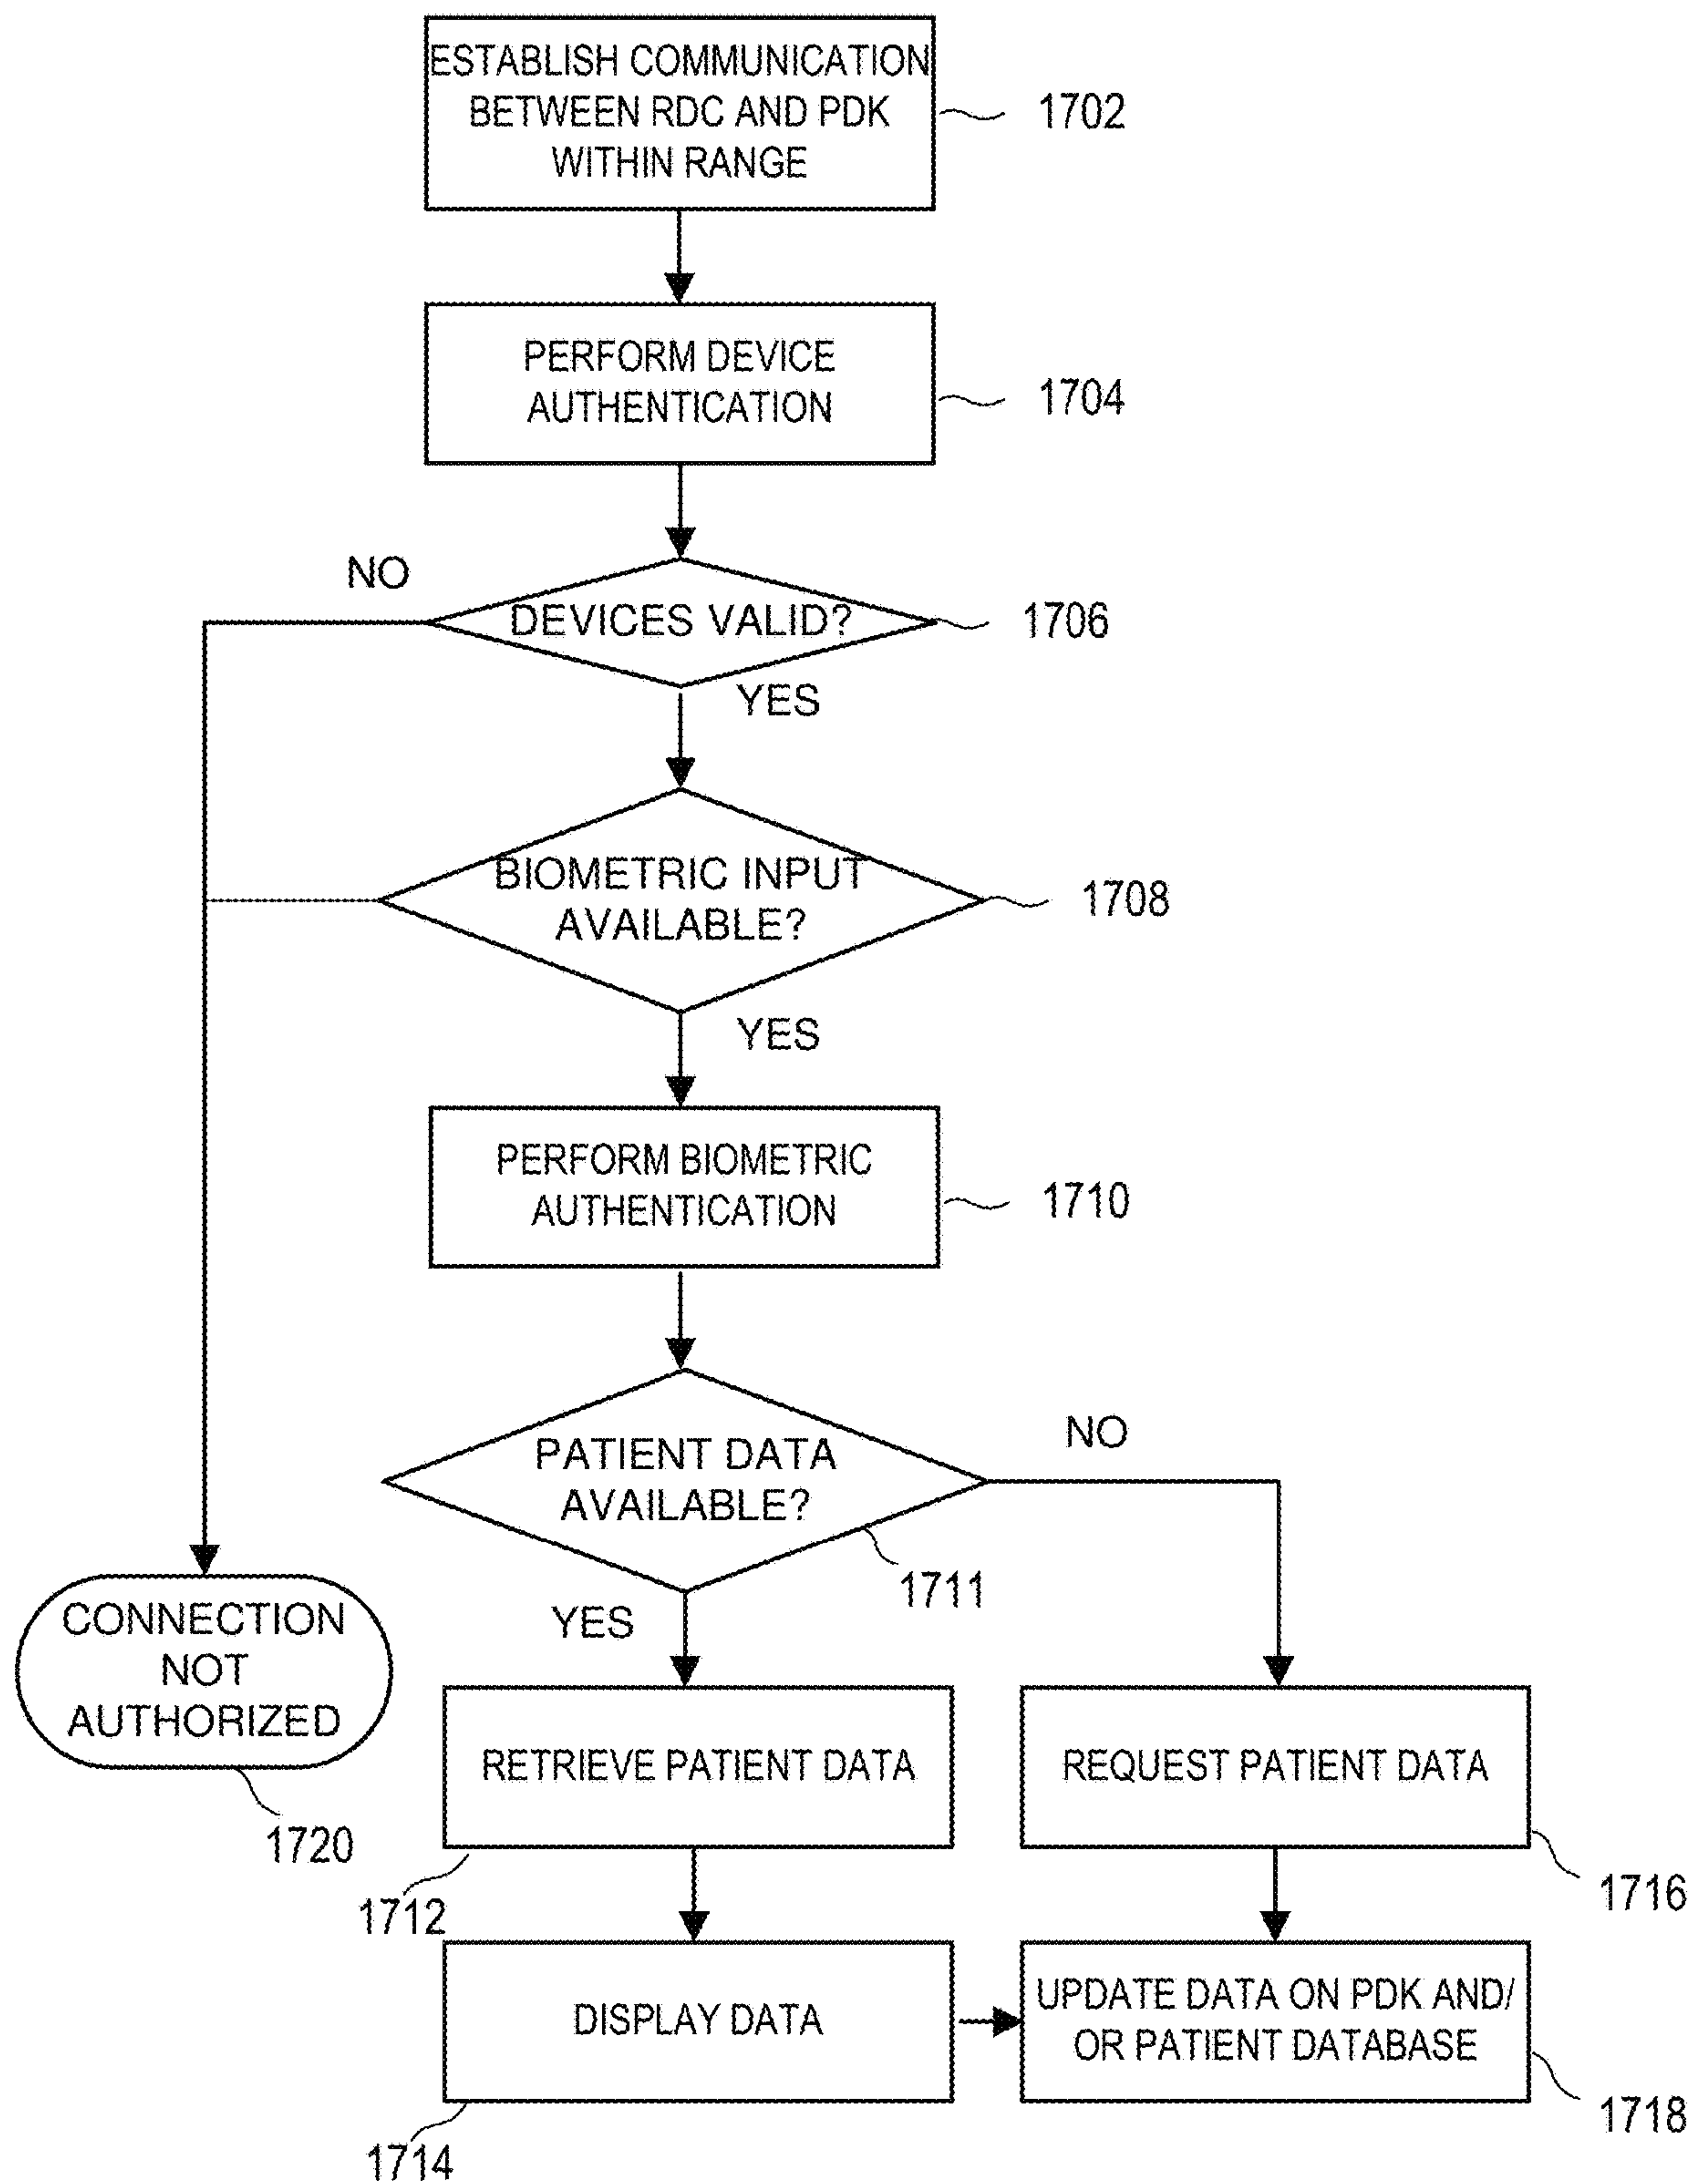 ESTABLISH COMMUNICATION
BETWEEN RDC AND PDK
WITHIN RANGE
1702
PERFORM DEVICE
AUTHENTICATION
1704
NO
DEVICES VALID?
1706
YES
BIOMETRIC INPUT
AVAILABLE?
1708
YES
PERFORM BIOMETRIC
AUTHENTICATION
1710
NO
PATIENT DATA
AVAILABLE?
1711
YES
CONNECTION
NOT
AUTHORIZED
1720
RETRIEVE PATIENT DATA
1712
REQUEST PATIENT DATA
1716
DISPLAY DATA
1714
UPDATE DATA ON PDK AND/
OR PATIENT DATABASE
1718